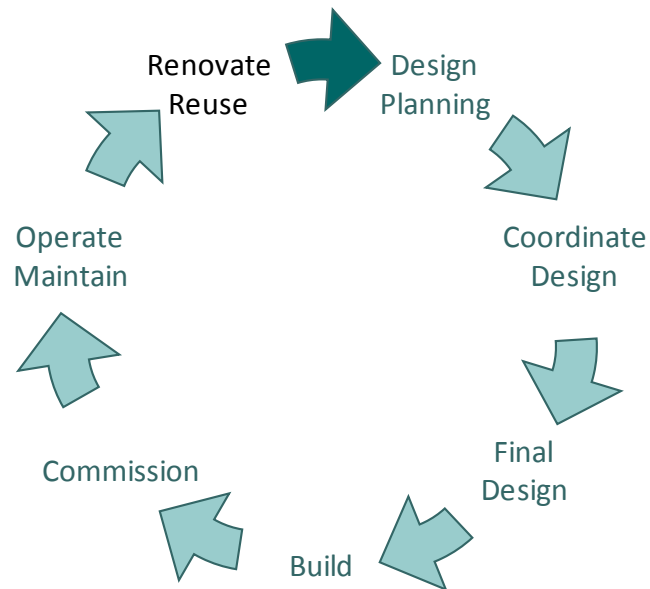 Renovate
Reuse
Design
Planning
Coordinate
Design
Final
Design
Build
Commission
Operate
Maintain